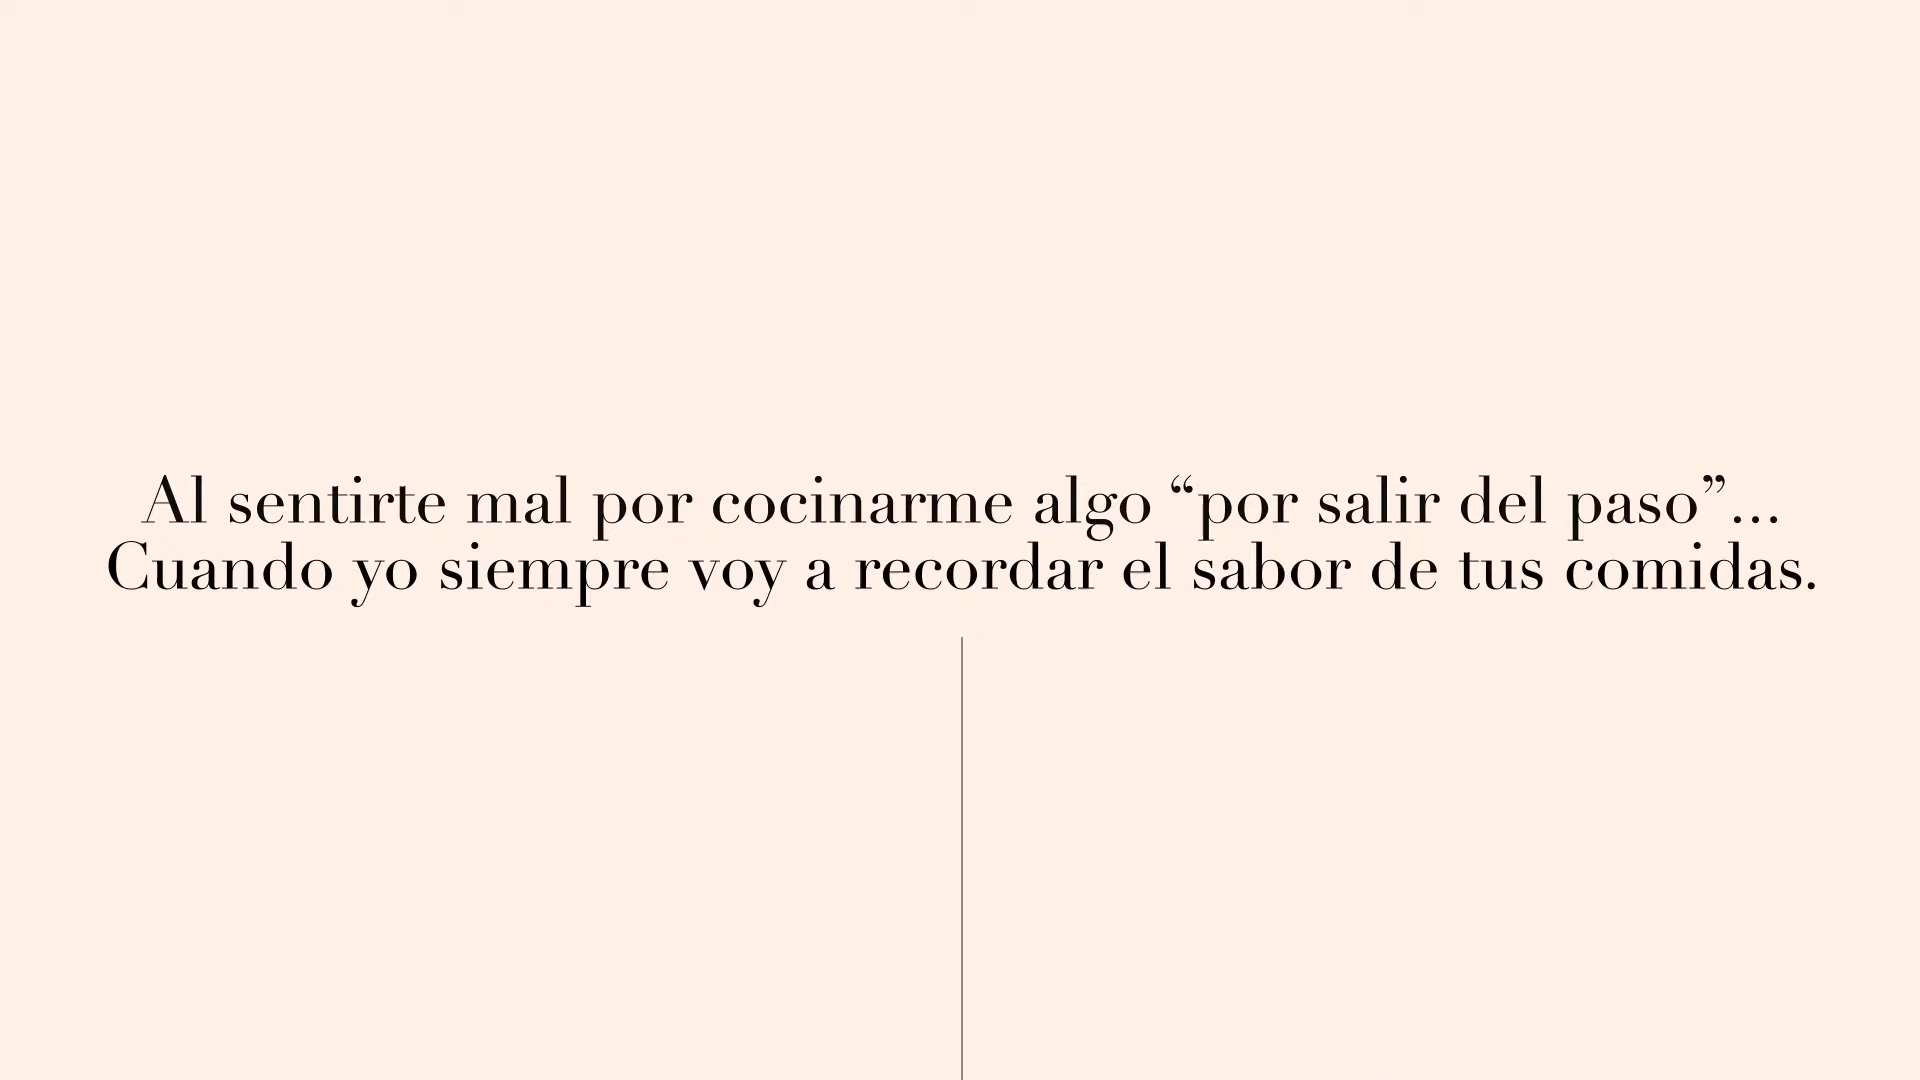 Al sentirte mal por cocinarme algo “por salir del paso”...
Cuando yo siempre voy a recordar el sabor de tus comidas.